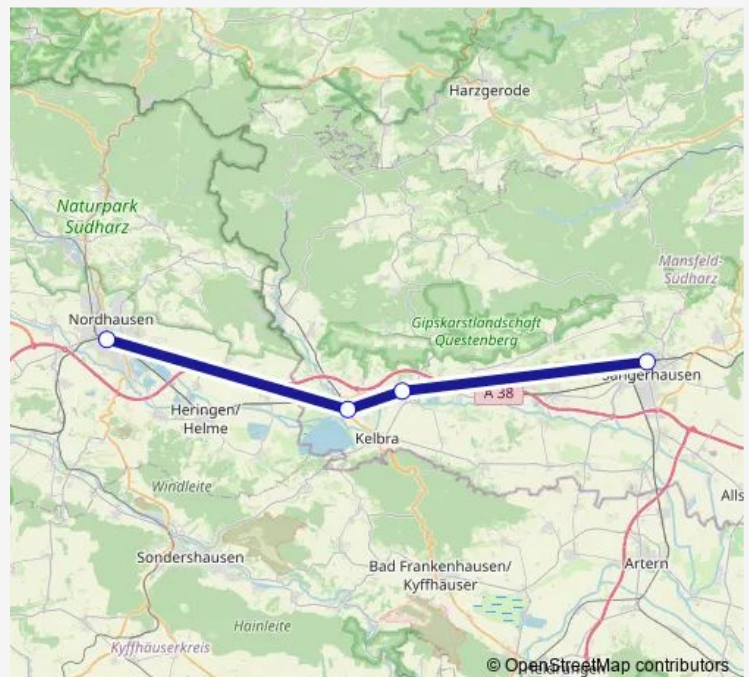 Harzgerode
Naturpark
Südharz
Mansfeld-
Südharz
Nordhausen
Gipskarstlandschaft
Questenberg
Sangerhausen
A 38
Heringen/
Helme
Kelbra
Windleite
Alls
Sondershausen
Bad Frankenhausen/
Kyffhäuser
Artern
Hainleite
Kyffhäuserkreis
© OpenStreetMap contributors